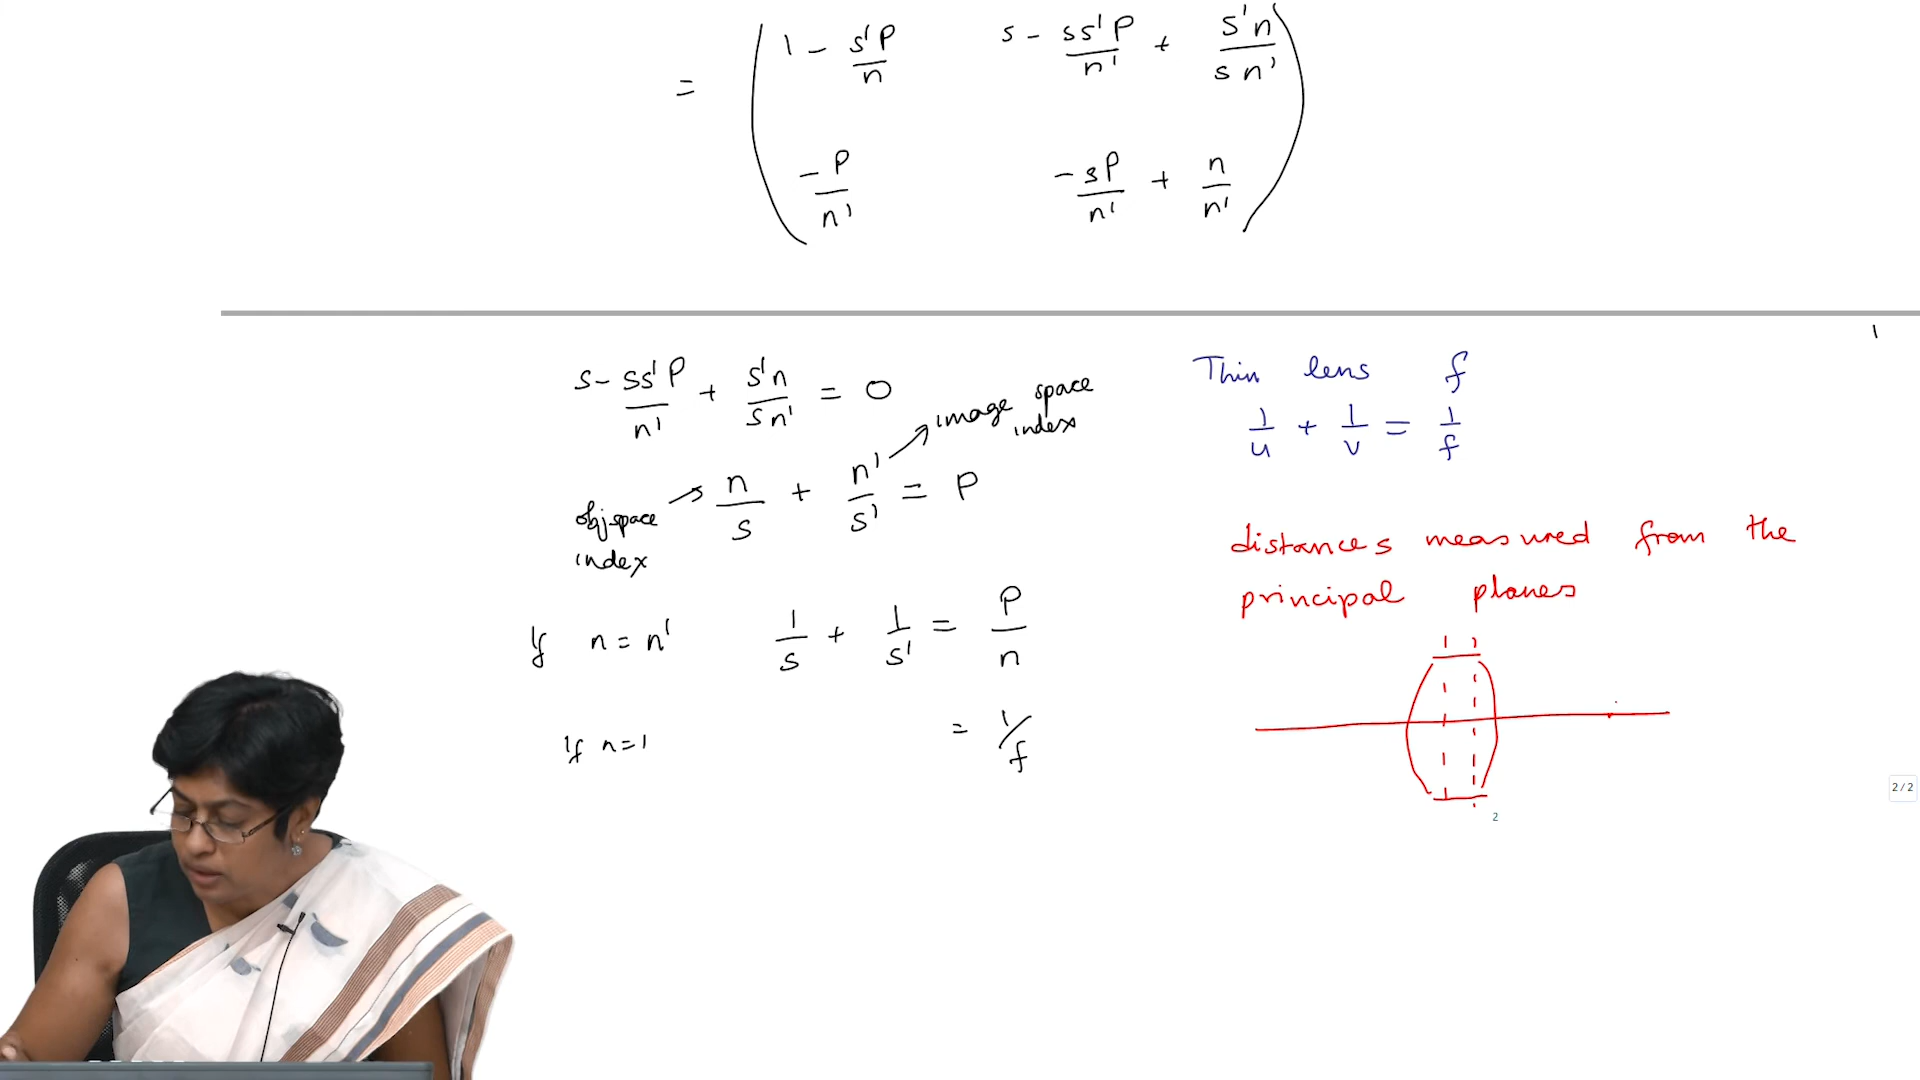 = ( 1 - s'P/n    s - ss'P/n' + s'n/sn'
-P/n'    -sP/n' + n/n' )
1
s - ss'P/n' + s'n/sn' = 0
image space
index
n/s + n'/s' = P
obj space
index
If n = n'    1/s + 1/s' = P/n
If n=1    = 1/f
Thin lens f
1/u + 1/v = 1/f
distances measured from the
principal planes
2
2/2